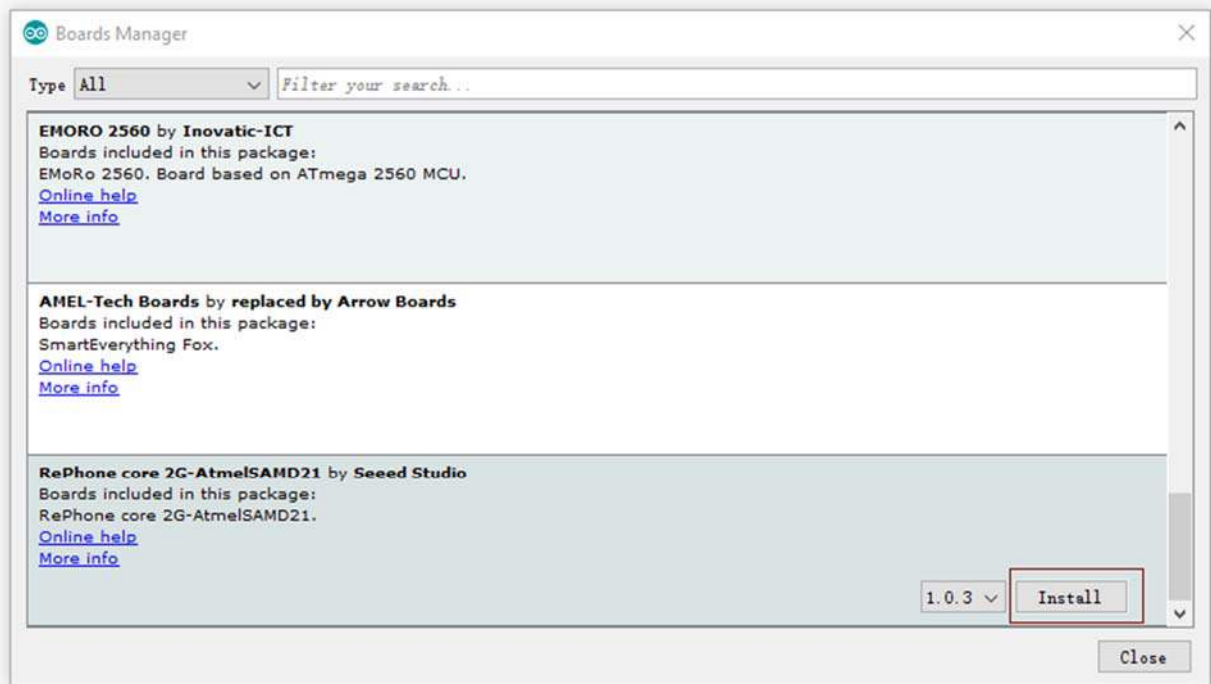 Boards Manager
Type All Filter your search...
EMORO 2560 by Inovatic-ICT
Boards included in this package:
EMoRo 2560. Board based on ATmega 2560 MCU.
Online help
More info
AMEL-Tech Boards by replaced by Arrow Boards
Boards included in this package:
SmartEverything Fox.
Online help
More info
RePhone core 2G-AtmelSAMD21 by Seeed Studio
Boards included in this package:
RePhone core 2G-AtmelSAMD21.
Online help
More info
1.0.3 Install
Close